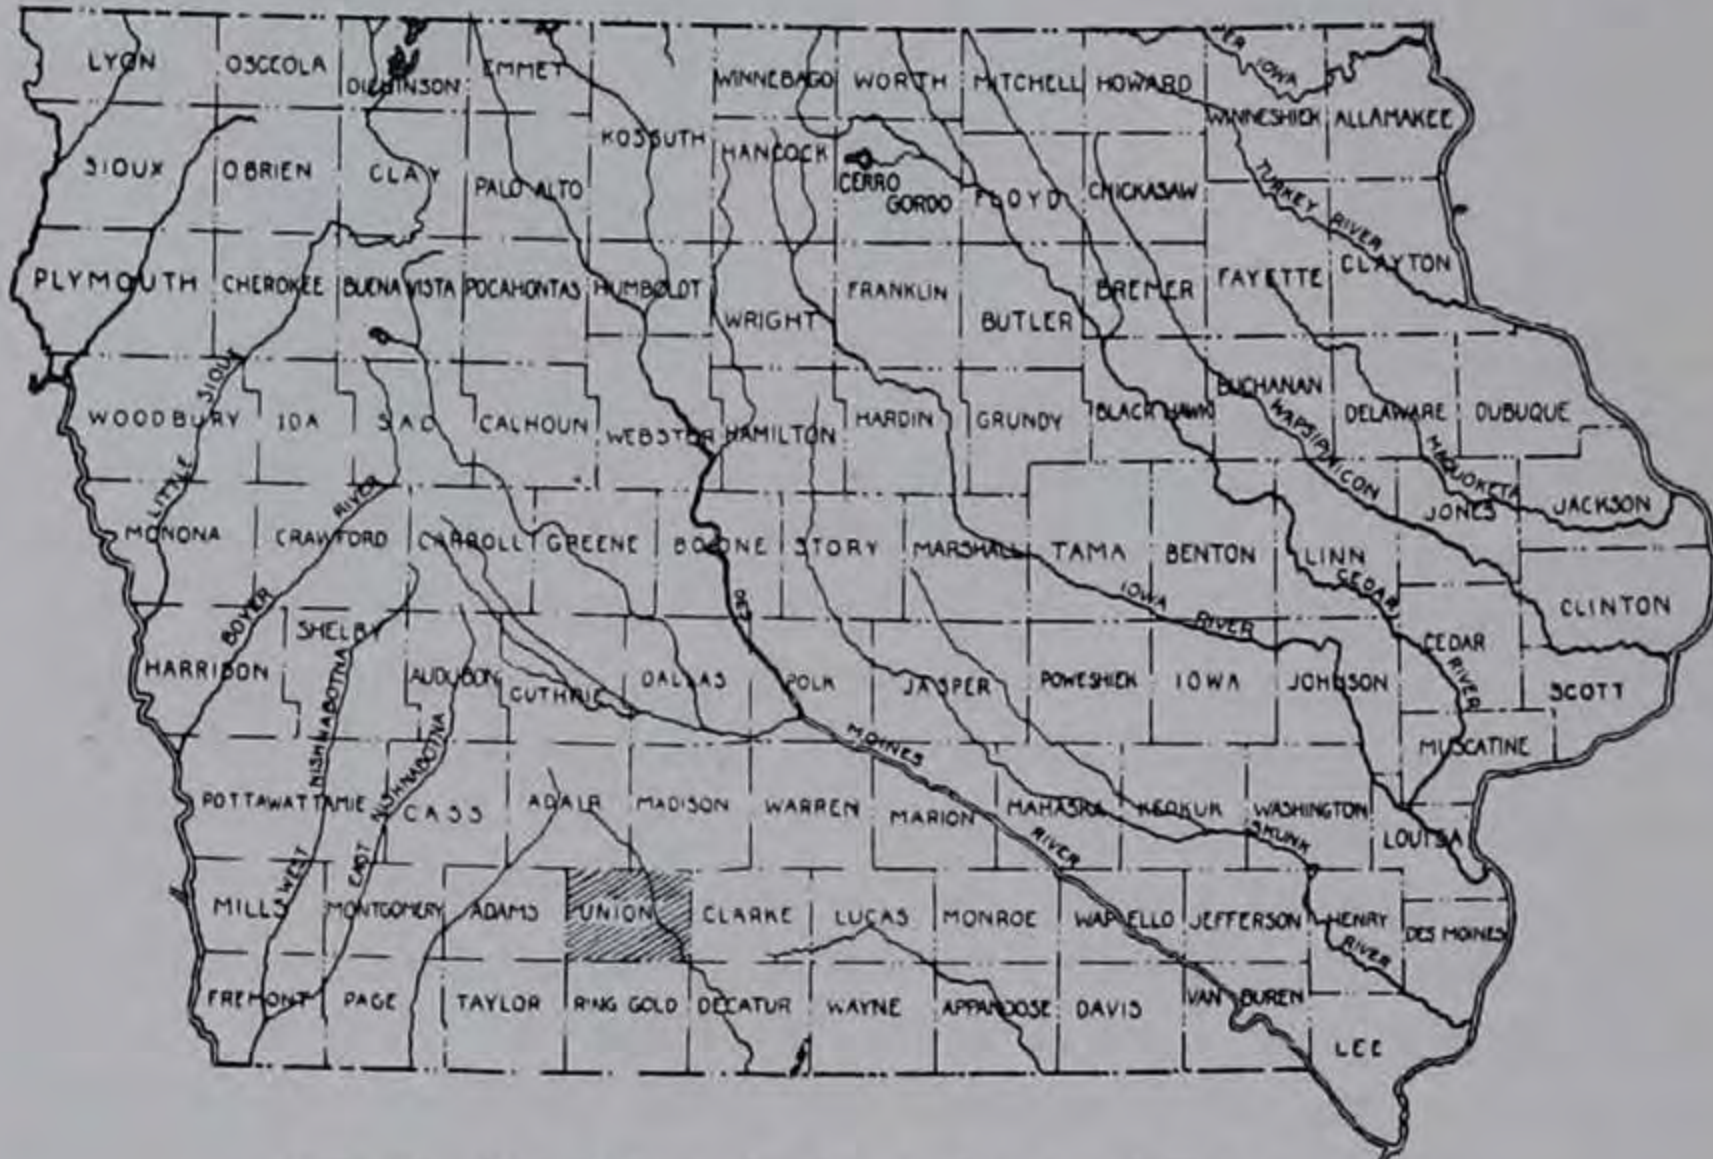 LYON
OSCEOLA
DICKINSON
EMMET
KOSSUTH
WINNEBAGO
WORTH
MITCHELL
HOWARD
WINNESHIEK
ALLAMAKEE
UPPER IOWA
SIOUX
OBRIEN
CLAY
PALO ALTO
HANCOCK
CERRO
GORDO
FLOYD
CHICKASAW
TURKEY RIVER
PLYMOUTH
CHEROKEE
BUENA VISTA
POCAHONTAS
HUMBOLDT
WRIGHT
FRANKLIN
BUTLER
BREMER
FAYETTE
CLAYTON
WOODBURY
IDA
SAC
CALHOUN
WEBSTER
HAMILTON
HARDIN
GRUNDY
BLACK HAWK
BUCHANAN
DELAWARE
DUBUQUE
LITTLE SIOUX
WAPSIPINICON
MAQUOKETA
MONONA
CRAWFORD
CARROLL
GREENE
BOONE
STORY
MARSHALL
TAMA
BENTON
LINN
JONES
JACKSON
BOYER RIVER
IOWA RIVER
CEDAR RIVER
CLINTON
HARRISON
SHELBY
AUDUBON
GUTHRIE
DALLAS
POLK
JASPER
POWESHIEK
IOWA
JOHNSON
CEDAR
SCOTT
MUSCATINE
DES MOINES RIVER
WEST NISHNABOTNA
EAST NISHNABOTNA
POTTAWATTAMIE
CASS
ADAIR
MADISON
WARREN
MARION
MAHASKA
KEOKUK
WASHINGTON
LOUISA
SKUNK RIVER
MILLS
MONTGOMERY
ADAMS
UNION
CLARKE
LUCAS
MONROE
WAPELLO
JEFFERSON
HENRY
DES MOINES
FREMONT
PAGE
TAYLOR
RING GOLD
DECATUR
WAYNE
APPANOOSE
DAVIS
VAN BUREN
LEE